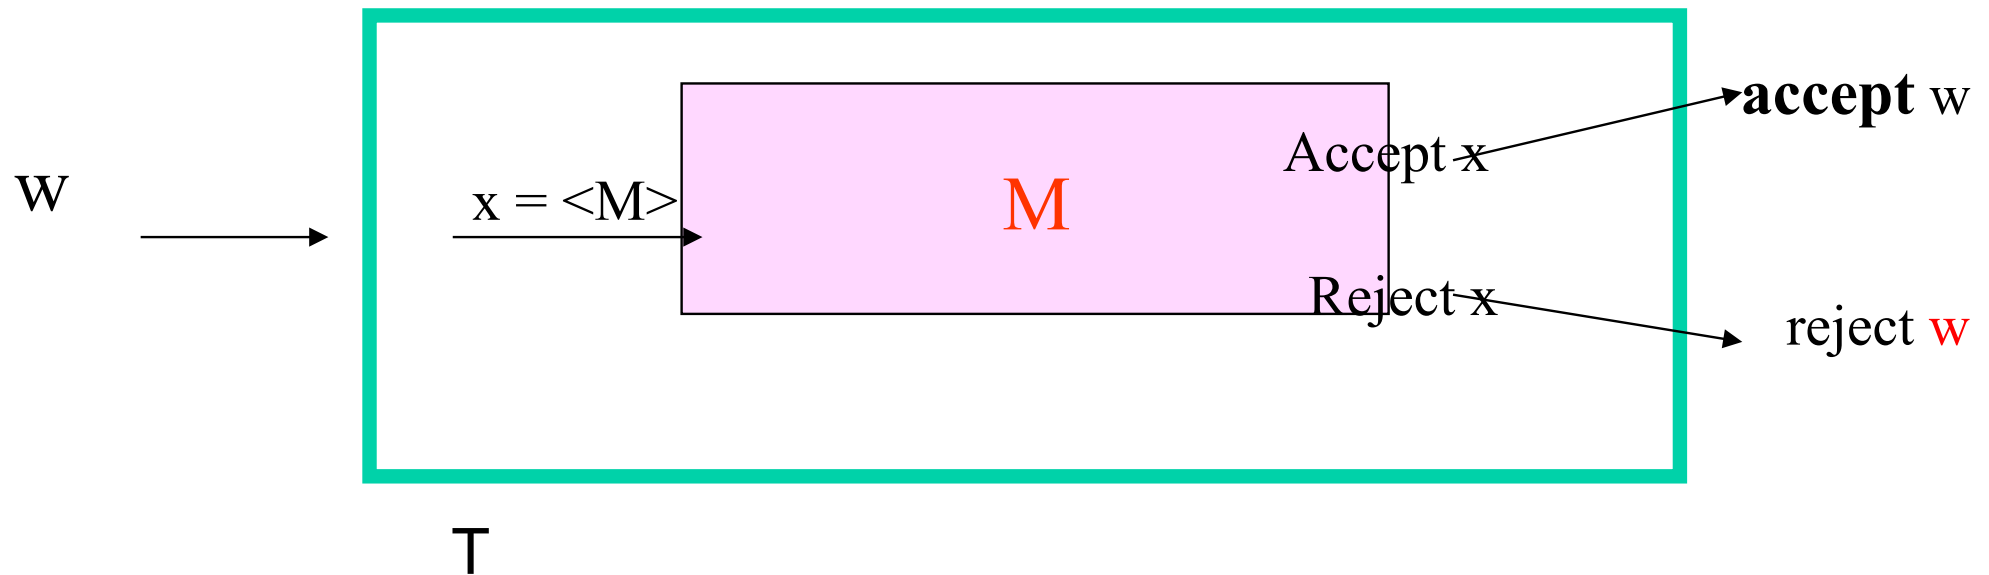 accept w
Accept x
w
x = <M>
M
Reject x
reject w
T